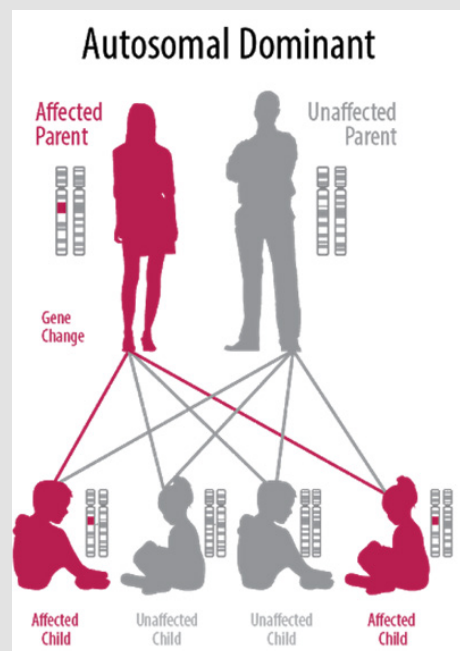 Autosomal Dominant
Affected
Parent
Unaffected
Parent
Gene
Change
Affected
Child
Unaffected
Child
Unaffected
Child
Affected
Child